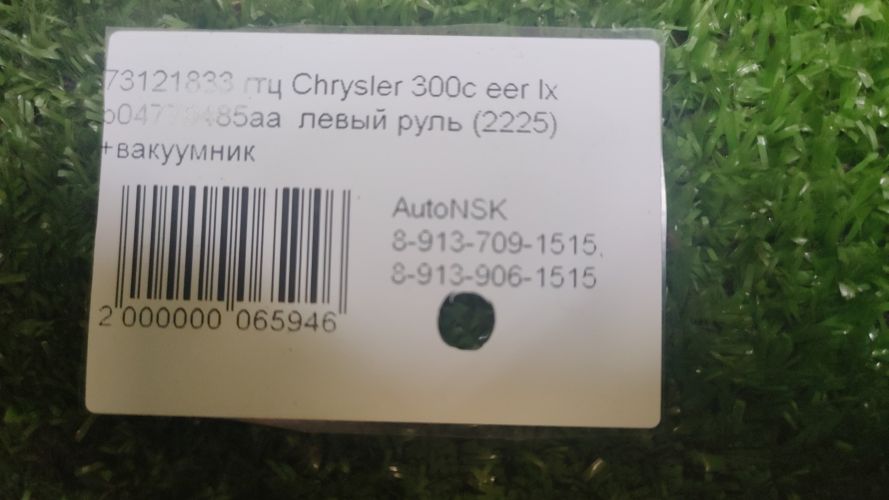 73121833 гтц Chrysler 300c eer lx
левый руль (2225)
+вакуумник
AutoNSK
8-913-709-1515,
8-913-906-1515
2 000000 065946